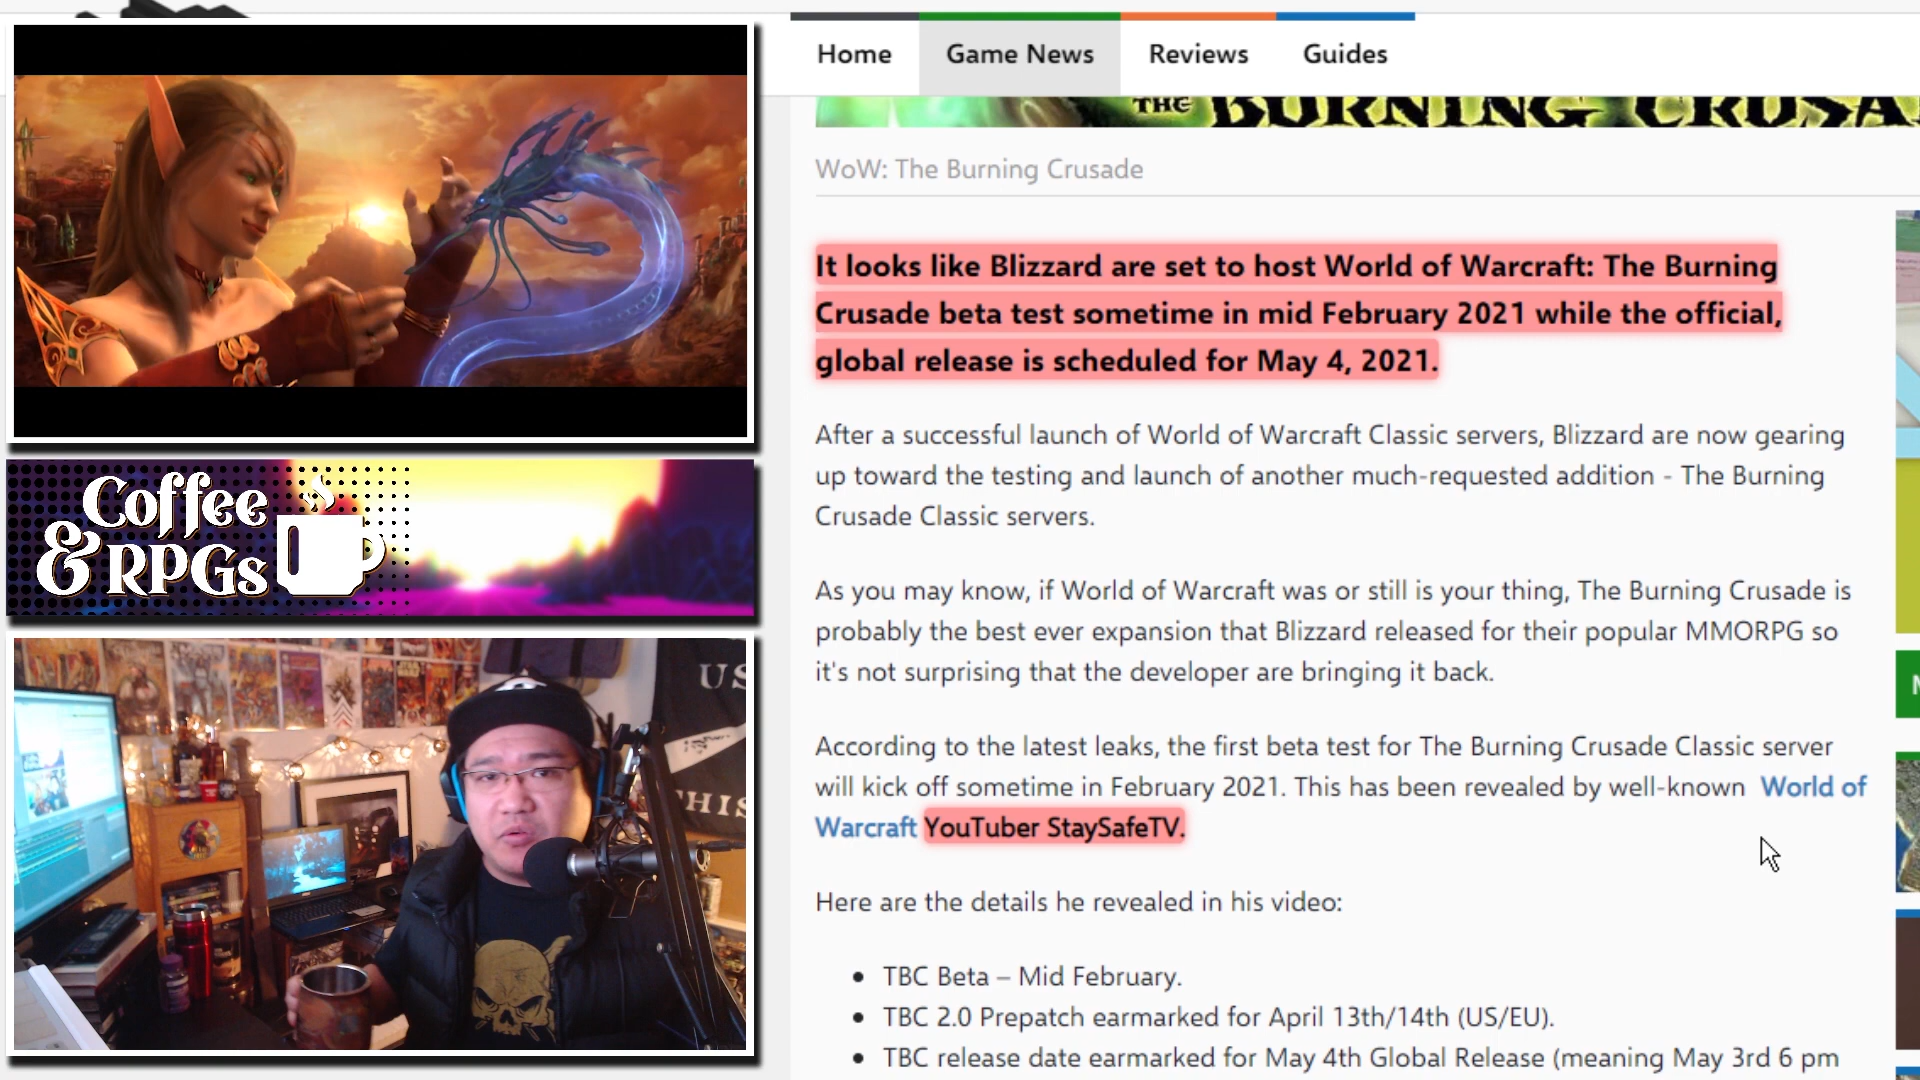 Home Game News Reviews Guides
THE BURNING CRUSA
WoW: The Burning Crusade
It looks like Blizzard are set to host World of Warcraft: The Burning
Crusade beta test sometime in mid February 2021 while the official,
global release is scheduled for May 4, 2021.
After a successful launch of World of Warcraft Classic servers, Blizzard are now gearing
up toward the testing and launch of another much-requested addition - The Burning
Crusade Classic servers.
As you may know, if World of Warcraft was or still is your thing, The Burning Crusade is
probably the best ever expansion that Blizzard released for their popular MMORPG so
it's not surprising that the developer are bringing it back.
According to the latest leaks, the first beta test for The Burning Crusade Classic server
will kick off sometime in February 2021. This has been revealed by well-known World of
Warcraft YouTuber StaySafeTV.
Here are the details he revealed in his video:
• TBC Beta – Mid February.
• TBC 2.0 Prepatch earmarked for April 13th/14th (US/EU).
• TBC release date earmarked for May 4th Global Release (meaning May 3rd 6 pm
Coffee
& RPGs
US
THIS